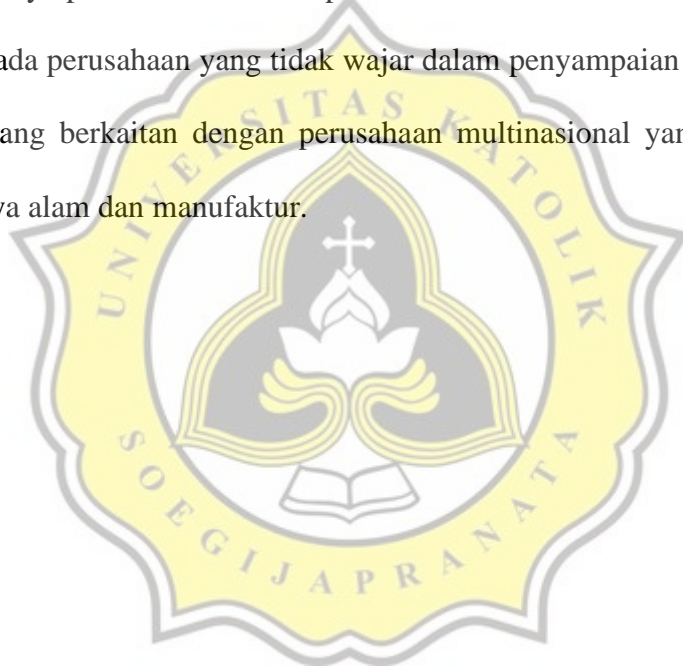 ada perusahaan yang tidak wajar dalam penyampaian
ang berkaitan dengan perusahaan multinasional yan
ya alam dan manufaktur.
UNIVERSITAS KATOLIK
SOEGIJAPRANATA